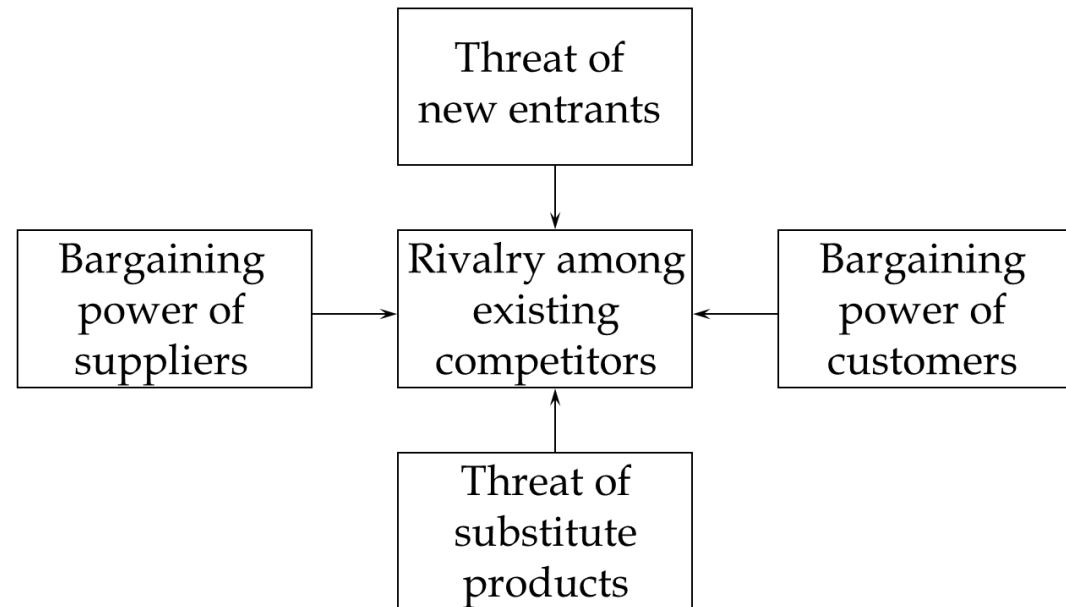 Threat of
new entrants
Bargaining
power of
suppliers
Rivalry among
existing
competitors
Bargaining
power of
customers
Threat of
substitute
products